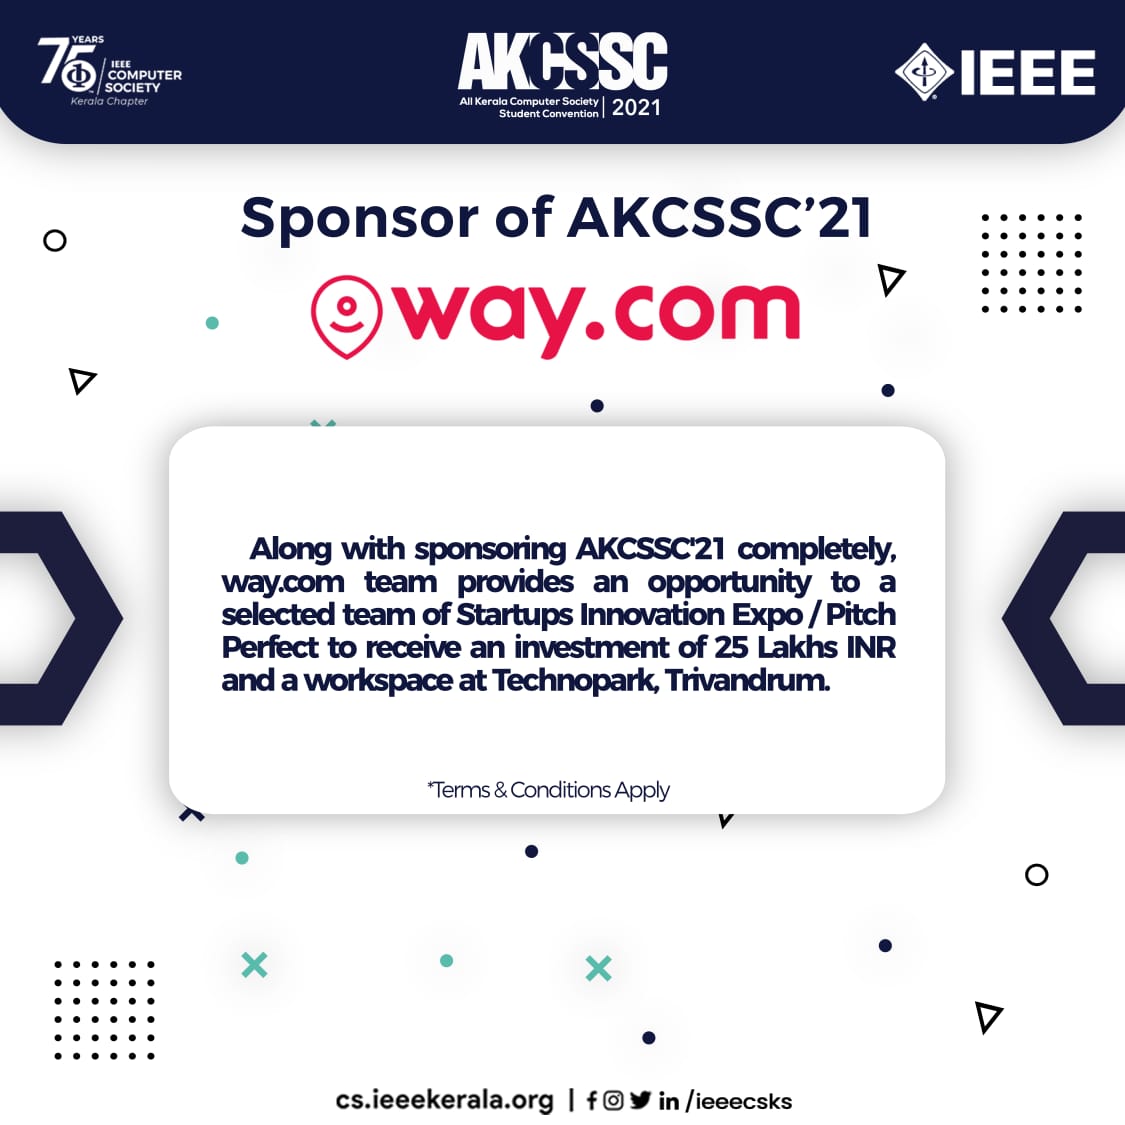 75 YEARS
IEEE
COMPUTER
SOCIETY
Kerala Chapter
AKCSSC
All Kerala Computer Society
Student Convention | 2021
IEEE
Sponsor of AKCSSC’21
way.com
Along with sponsoring AKCSSC'21 completely,
way.com team provides an opportunity to a
selected team of Startups Innovation Expo / Pitch
Perfect to receive an investment of 25 Lakhs INR
and a workspace at Technopark, Trivandrum.
*Terms & Conditions Apply
cs.ieeekerala.org | /ieeecsks